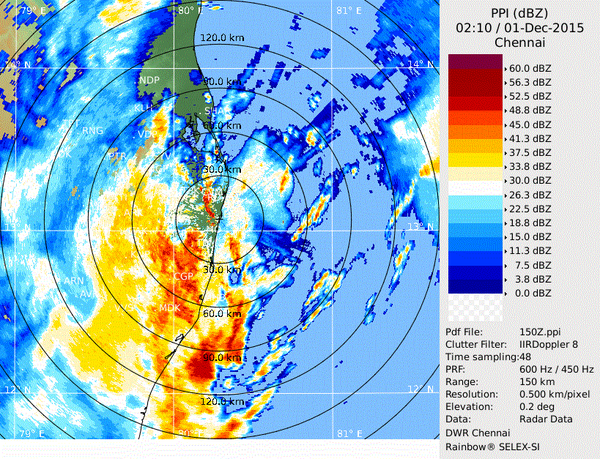 79° E
80° E
81° E
PPI (dBZ)
02:10 / 01-Dec-2015
Chennai
120.0 km
14° N
NDP
90.0 km
60.0 km
RNG
30.0 km
13° N
30.0 km
CGP
ARN
MDK
60.0 km
90.0 km
12° N
12° N
120.0 km
79° E
80° E
81° E
60.0 dBZ
56.3 dBZ
52.5 dBZ
48.8 dBZ
45.0 dBZ
41.3 dBZ
37.5 dBZ
33.8 dBZ
30.0 dBZ
26.3 dBZ
22.5 dBZ
18.8 dBZ
15.0 dBZ
11.3 dBZ
7.5 dBZ
3.8 dBZ
0.0 dBZ
Pdf File: 150Z.ppi
Clutter Filter: IIRDoppler 8
Time sampling:48
PRF: 600 Hz / 450 Hz
Range: 150 km
Resolution: 0.500 km/pixel
Elevation: 0.2 deg
Data: Radar Data
DWR Chennai
Rainbow® SELEX-SI